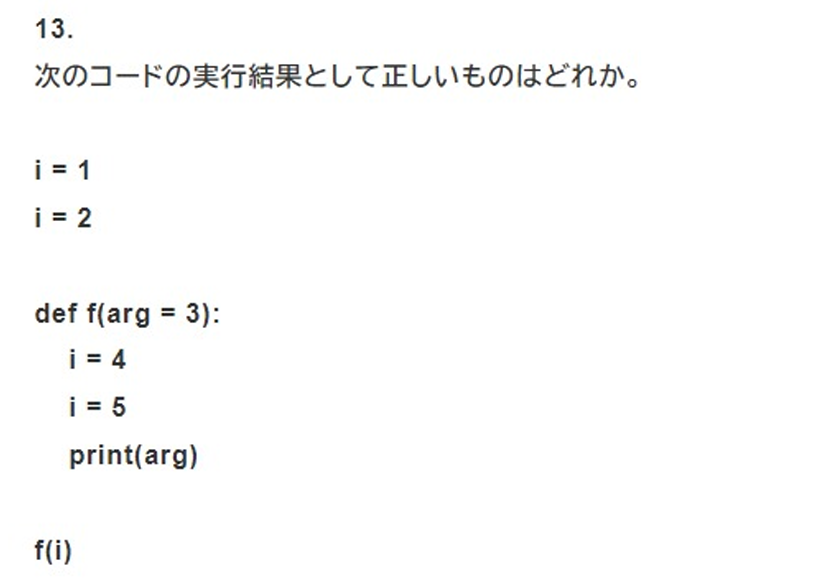 13.
次のコードの実行結果として正しいものはどれか。
i = 1
i = 2
def f(arg = 3):
i = 4
i = 5
print(arg)
f(i)